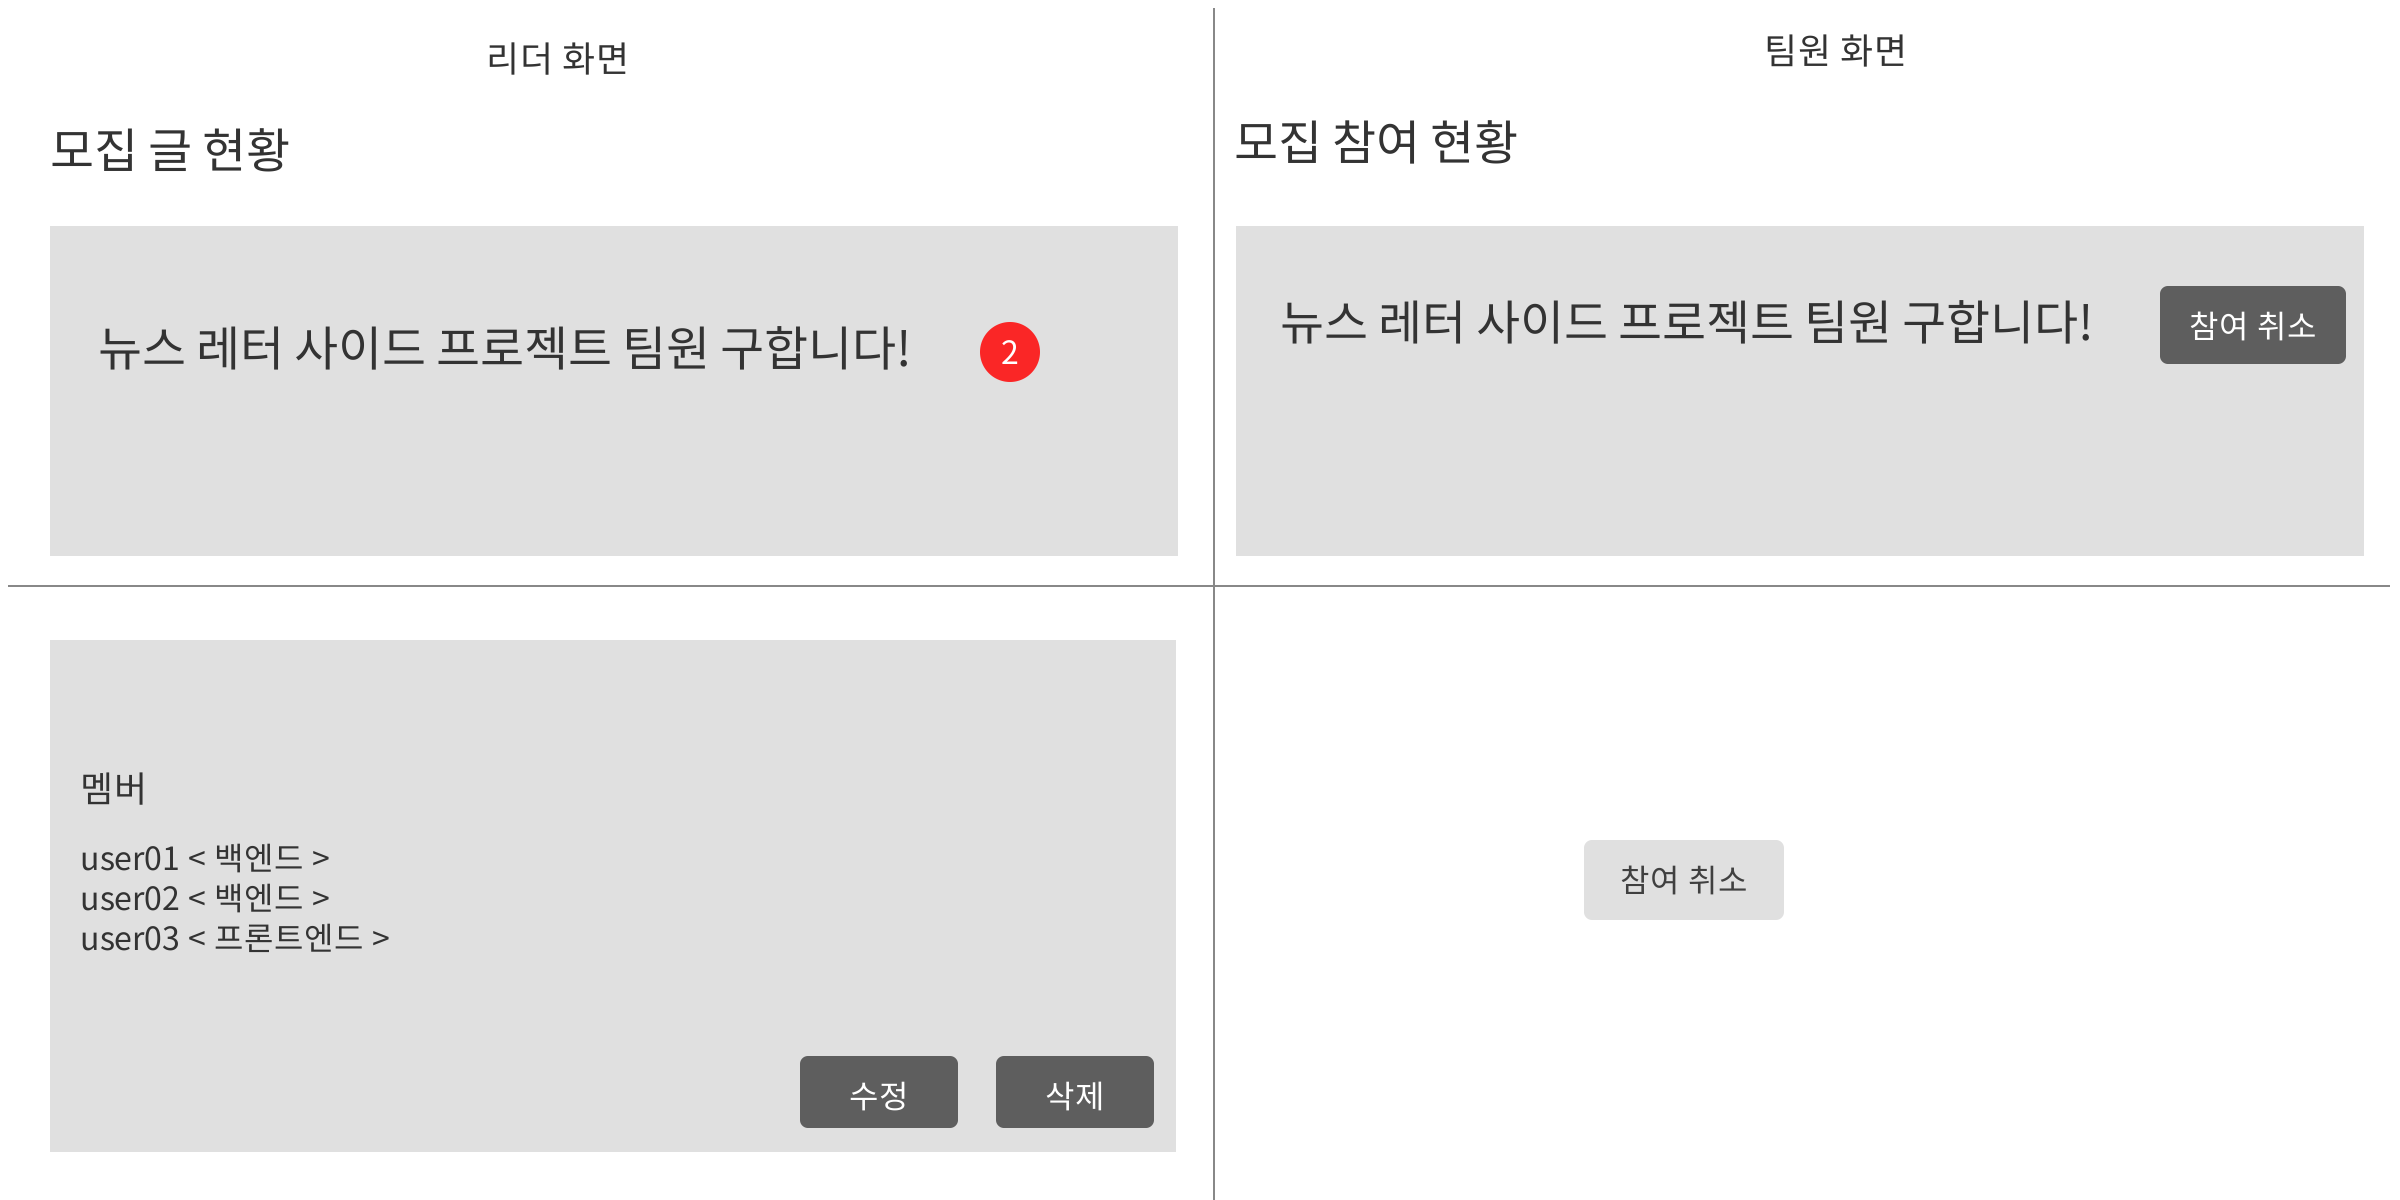 리더 화면
모집 글 현황
뉴스 레터 사이드 프로젝트 팀원 구합니다!
2
팀원 화면
모집 참여 현황
뉴스 레터 사이드 프로젝트 팀원 구합니다!
참여 취소
멤버
user01 < 백엔드 >
user02 < 백엔드 >
user03 < 프론트엔드 >
수정
삭제
참여 취소